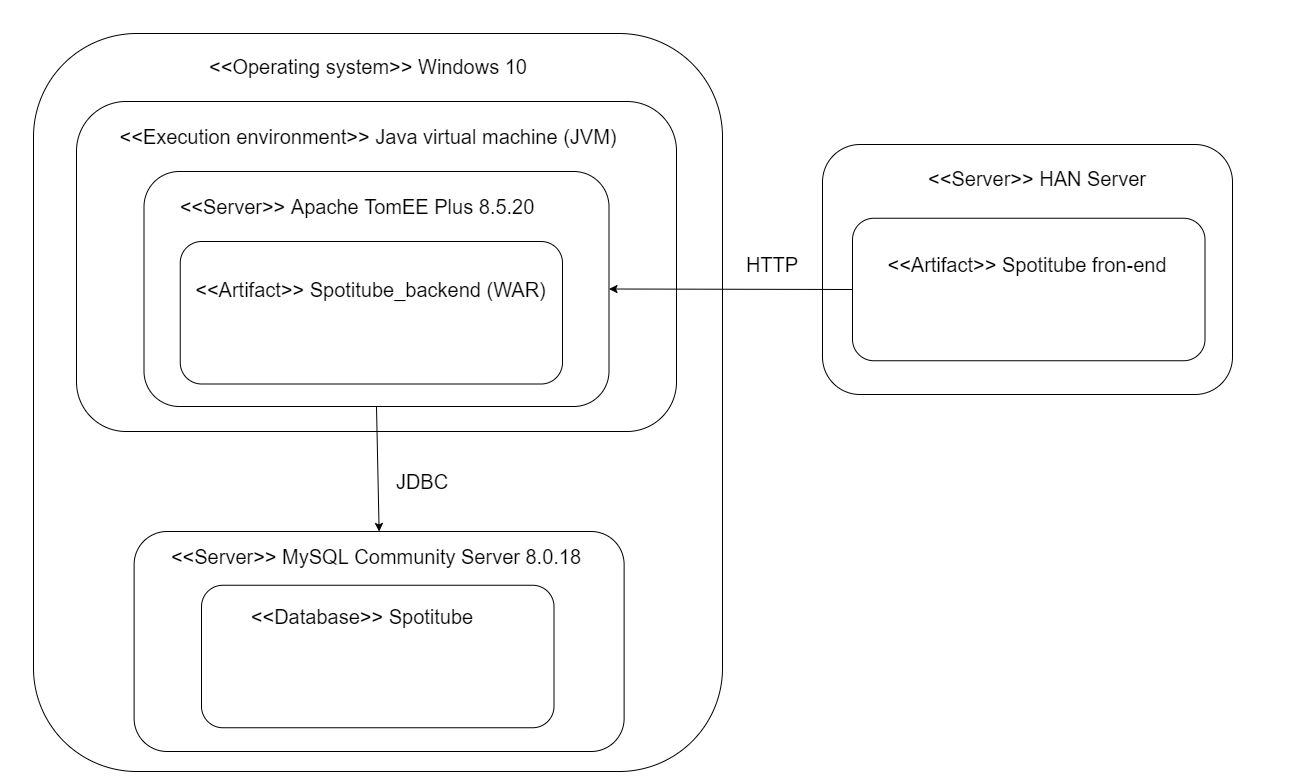 <<Operating system>> Windows 10
<<Execution environment>> Java virtual machine (JVM)
<<Server>> Apache TomEE Plus 8.5.20
<<Artifact>> Spotitube_backend (WAR)
HTTP
<<Server>> HAN Server
<<Artifact>> Spotitube fron-end
JDBC
<<Server>> MySQL Community Server 8.0.18
<<Database>> Spotitube